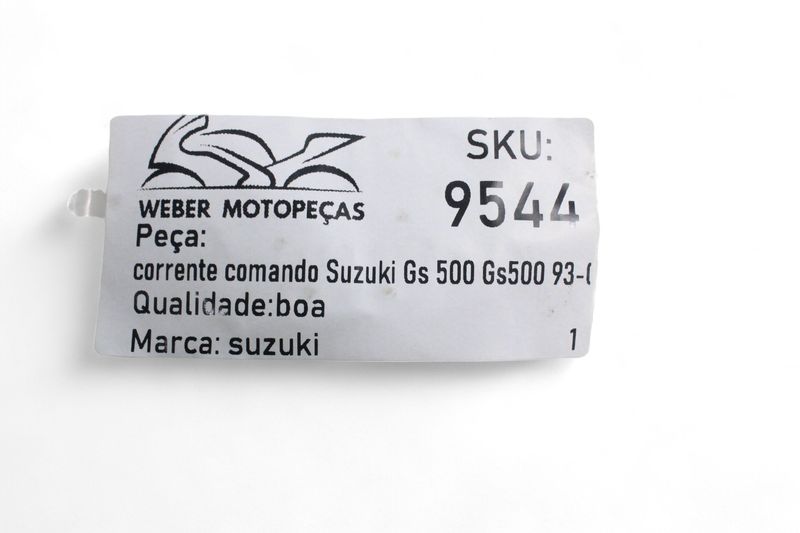 WEBER MOTOPEÇAS
SKU:
9544
Peça:
corrente comando Suzuki Gs 500 Gs500 93-
Qualidade:boa
Marca: suzuki
1